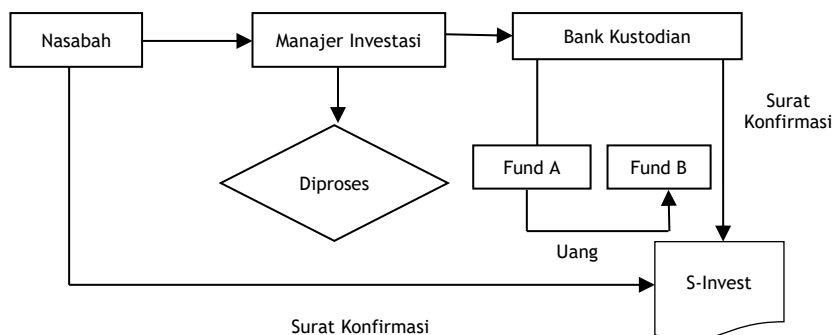 Nasabah
Manajer Investasi
Bank Kustodian
Surat
Konfirmasi
Diproses
Fund A
Fund B
Uang
S-Invest
Surat Konfirmasi